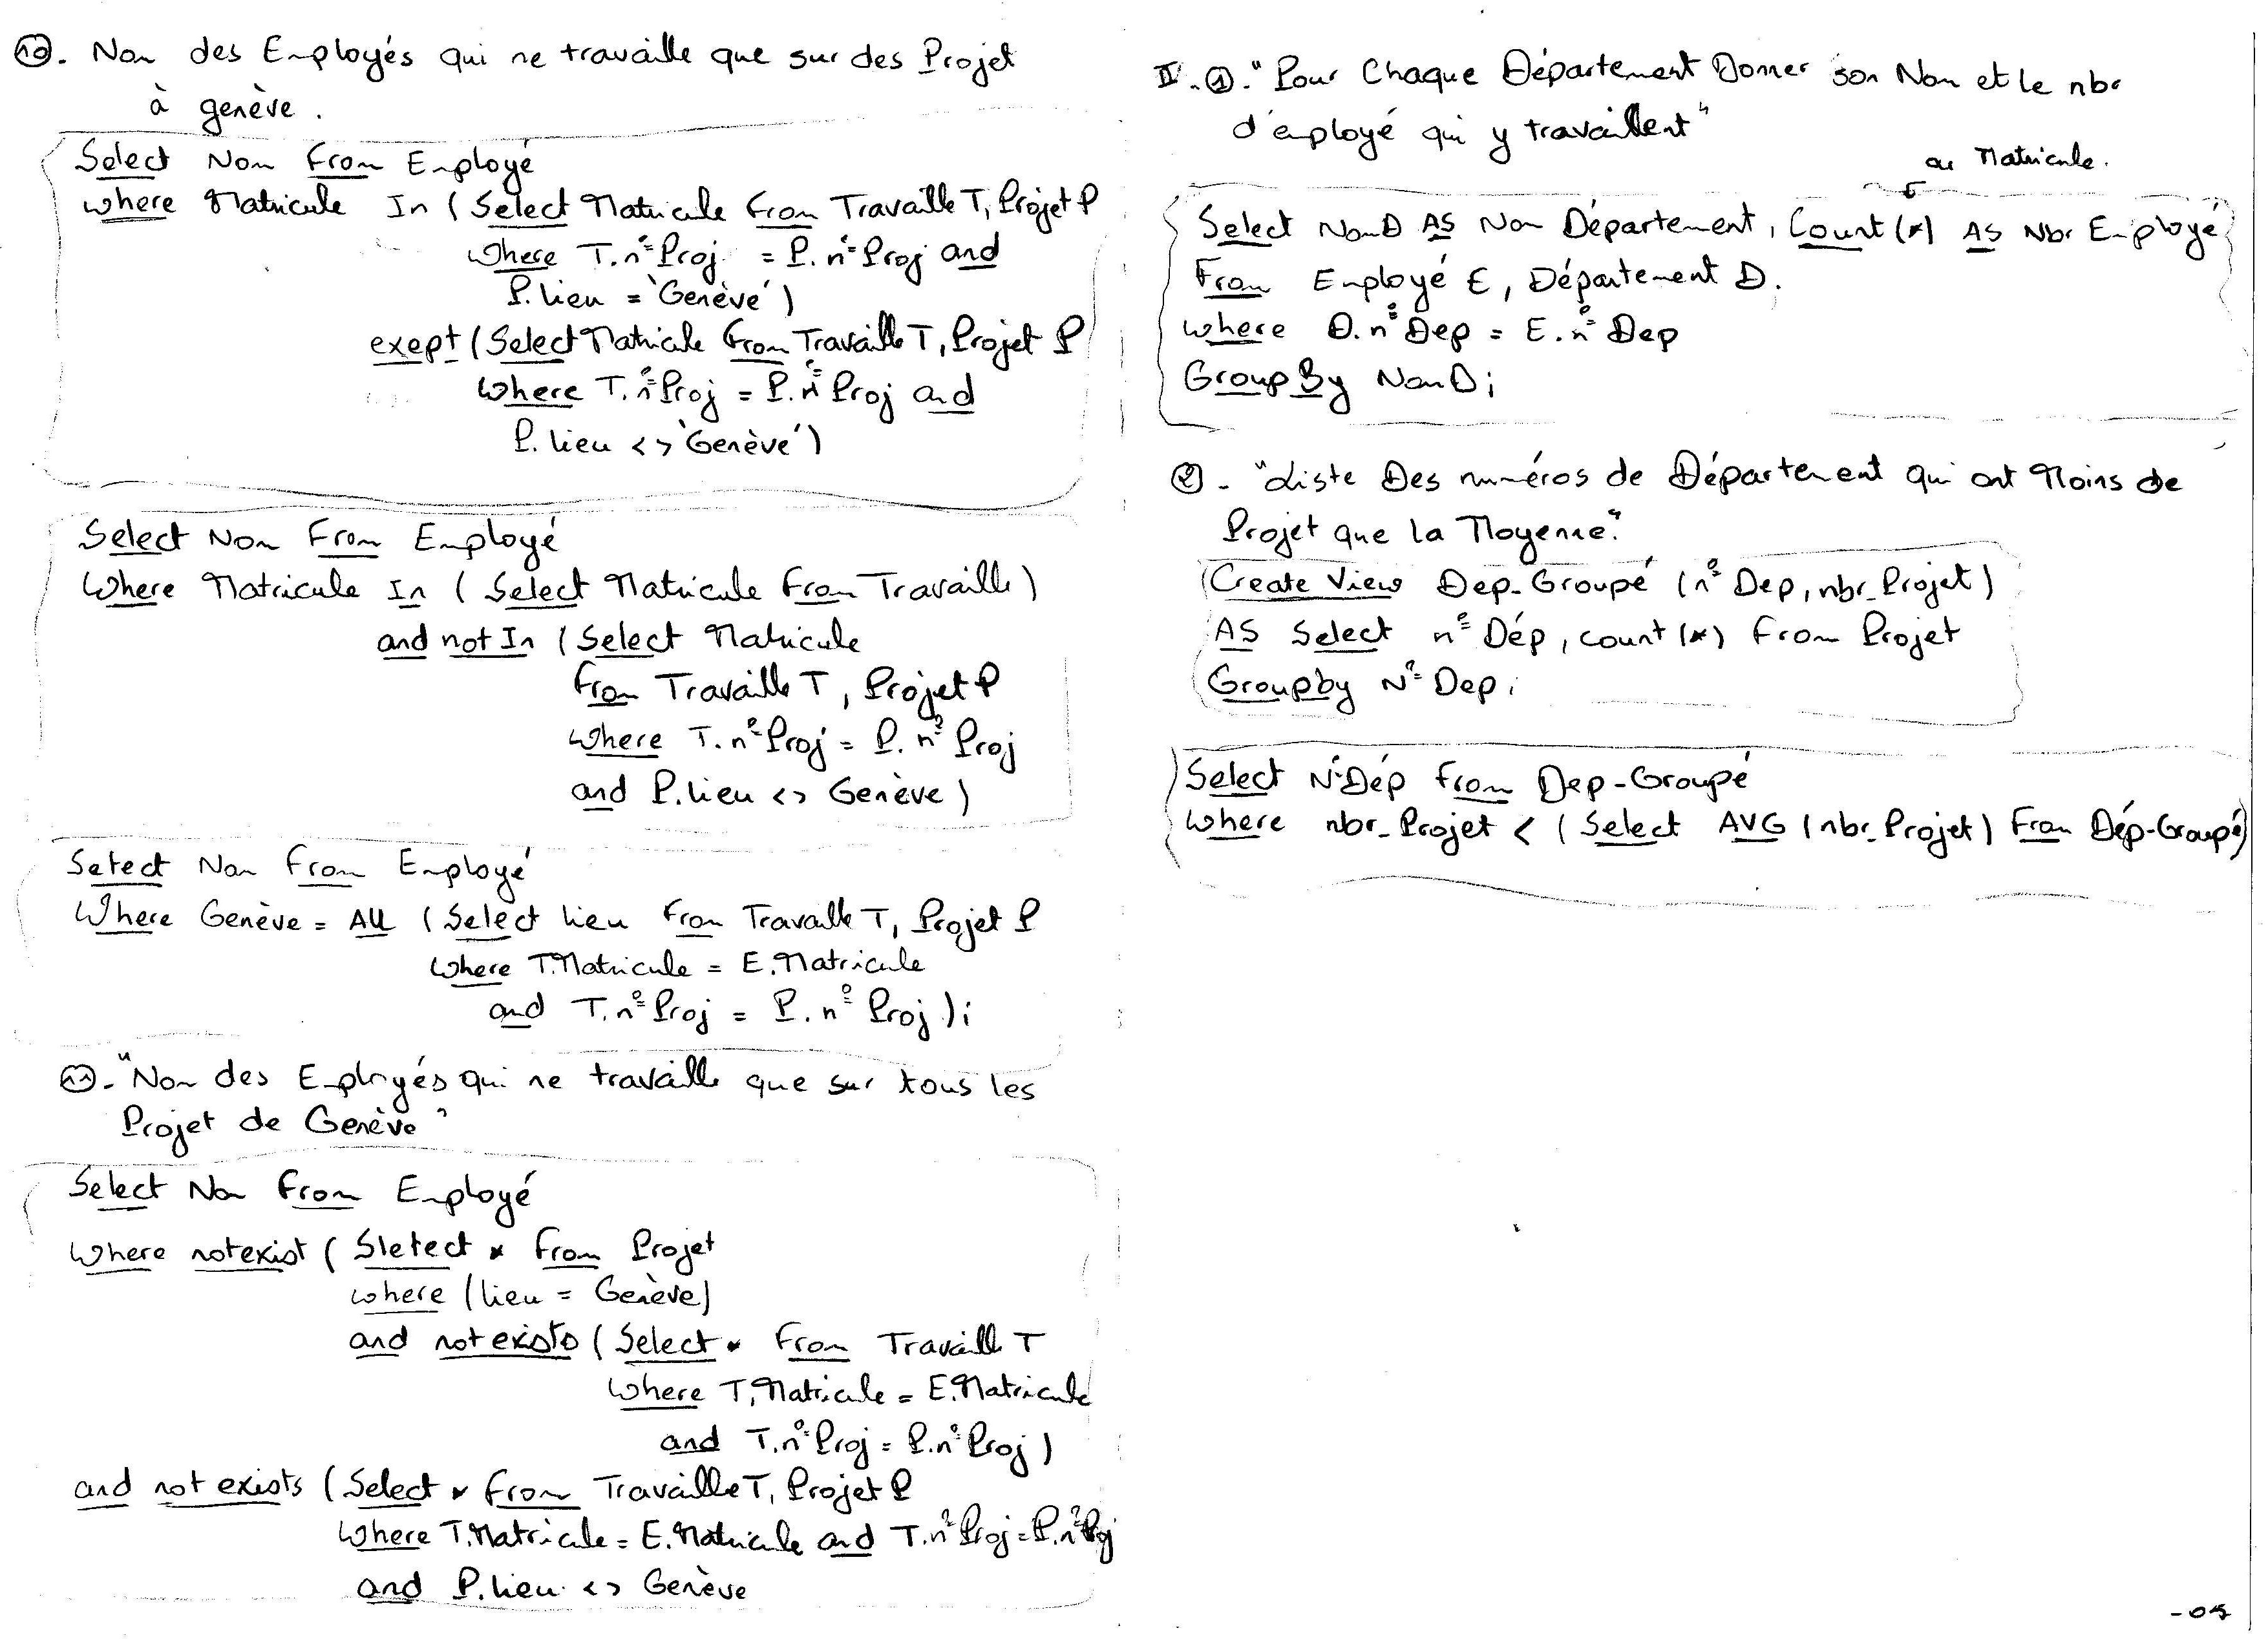 10. Nom des Employés qui ne travaille que sur des Projet
à genève.
Select Nom From Employé
where Matricule In ( Select Matricule From Travaille T, Projet P
where T.n° Proj = P.n° Proj and
P.lieu = 'Genève')
exept ( Select Matricule From Travaille T, Projet P
where T.n° Proj = P.n° Proj and
P.lieu <> 'Genève')
Select Nom From Employé
Where Matricule In ( Select Matricule From Travaille)
and not In ( Select Matricule
From Travaille T, Projet P
where T.n° Proj = P.n° Proj
and P.lieu <> Genève)
Select Nom From Employé
Where Genève = All ( Select lieu From Travaille T, Projet P
where T.Matricule = E.Matricule
and T.n° Proj = P.n° Proj );
11. "Nom des Employés qui ne travaille que sur tous les
Projet de Genève"
Select Nom From Employé
Where not exist ( Sletect * From Projet
where (lieu = Genève)
and not exists ( Select * From Travaille T
where T.Matricule = E.Matricule
and T.n° Proj = P.n° Proj )
and not exists ( Select * From Travaille T, Projet P
where T.Matricule = E.Matricule and T.n° Proj = P.n° Proj
and P.lieu <> Genève
II. 1. "Pour Chaque Département Donner son Nom et le nbr
d'employé qui y travaillent"
ou Matricule.
Select NomD AS Nom Département, Count (*) AS Nbr Employé
From Employé E, Département D.
where D.n° Dep = E.n° Dep
Group By NomD;
2. "Liste Des numéros de Département qui ont Moins de
Projet que la Moyenne"
Create View Dep-Groupé (n° Dep, nbr_Projet)
AS Select n° Dép, count (*) From Projet
Group by N° Dep;
Select N°Dép From Dep-Groupé
where nbr_Projet < ( Select AVG (nbr_Projet) From Dép-Groupé)
-05